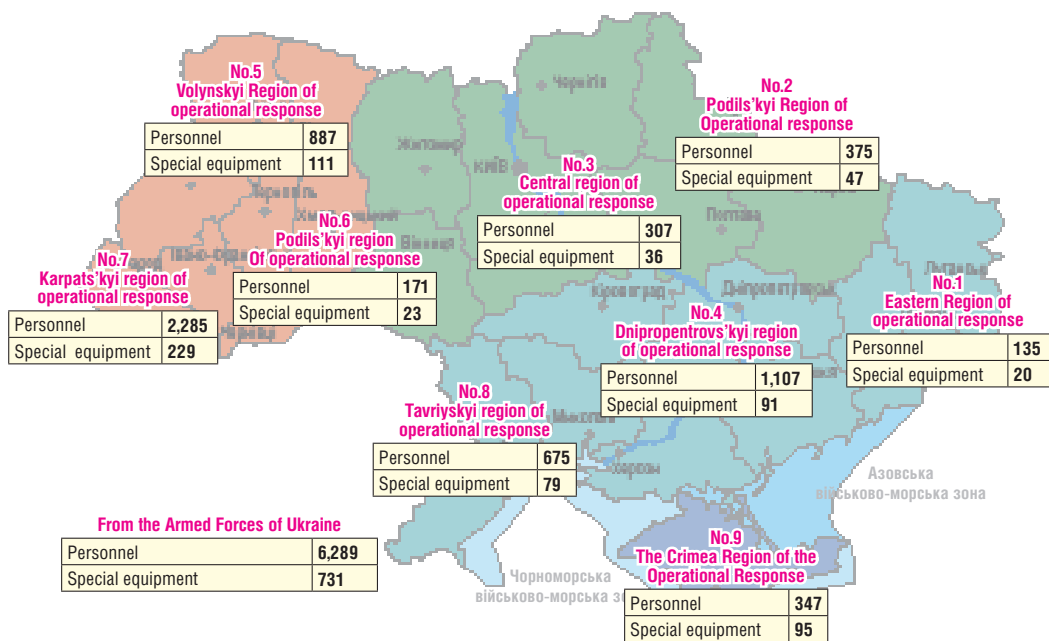 No.5
Volynskyi Region of
operational response
Personnel 887
Special equipment 111
Чернігів
No.2
Podils'kyi Region of
Operational response
Personnel 375
Special equipment 47
Житомир
КИЇВ
No.3
Central region of
operational response
Personnel 307
Special equipment 36
Полтава
Вінниця
No.6
Podils'kyi region
Of operational response
Personnel 171
Special equipment 23
No.7
Karpats'kyi region of
operational response
Personnel 2,285
Special equipment 229
Чернівці
No.1
Eastern Region of
operational response
Personnel 135
Special equipment 20
No.4
Dnipropentrovs'kyi region
of operational response
Personnel 1,107
Special equipment 91
No.8
Tavriyskyi region of
operational response
Personnel 675
Special equipment 79
Херсон
Азовська
військово-морська зона
From the Armed Forces of Ukraine
Personnel 6,289
Special equipment 731
Чорноморська
військово-морська
No.9
The Crimea Region of the
Operational Response
Personnel 347
Special equipment 95